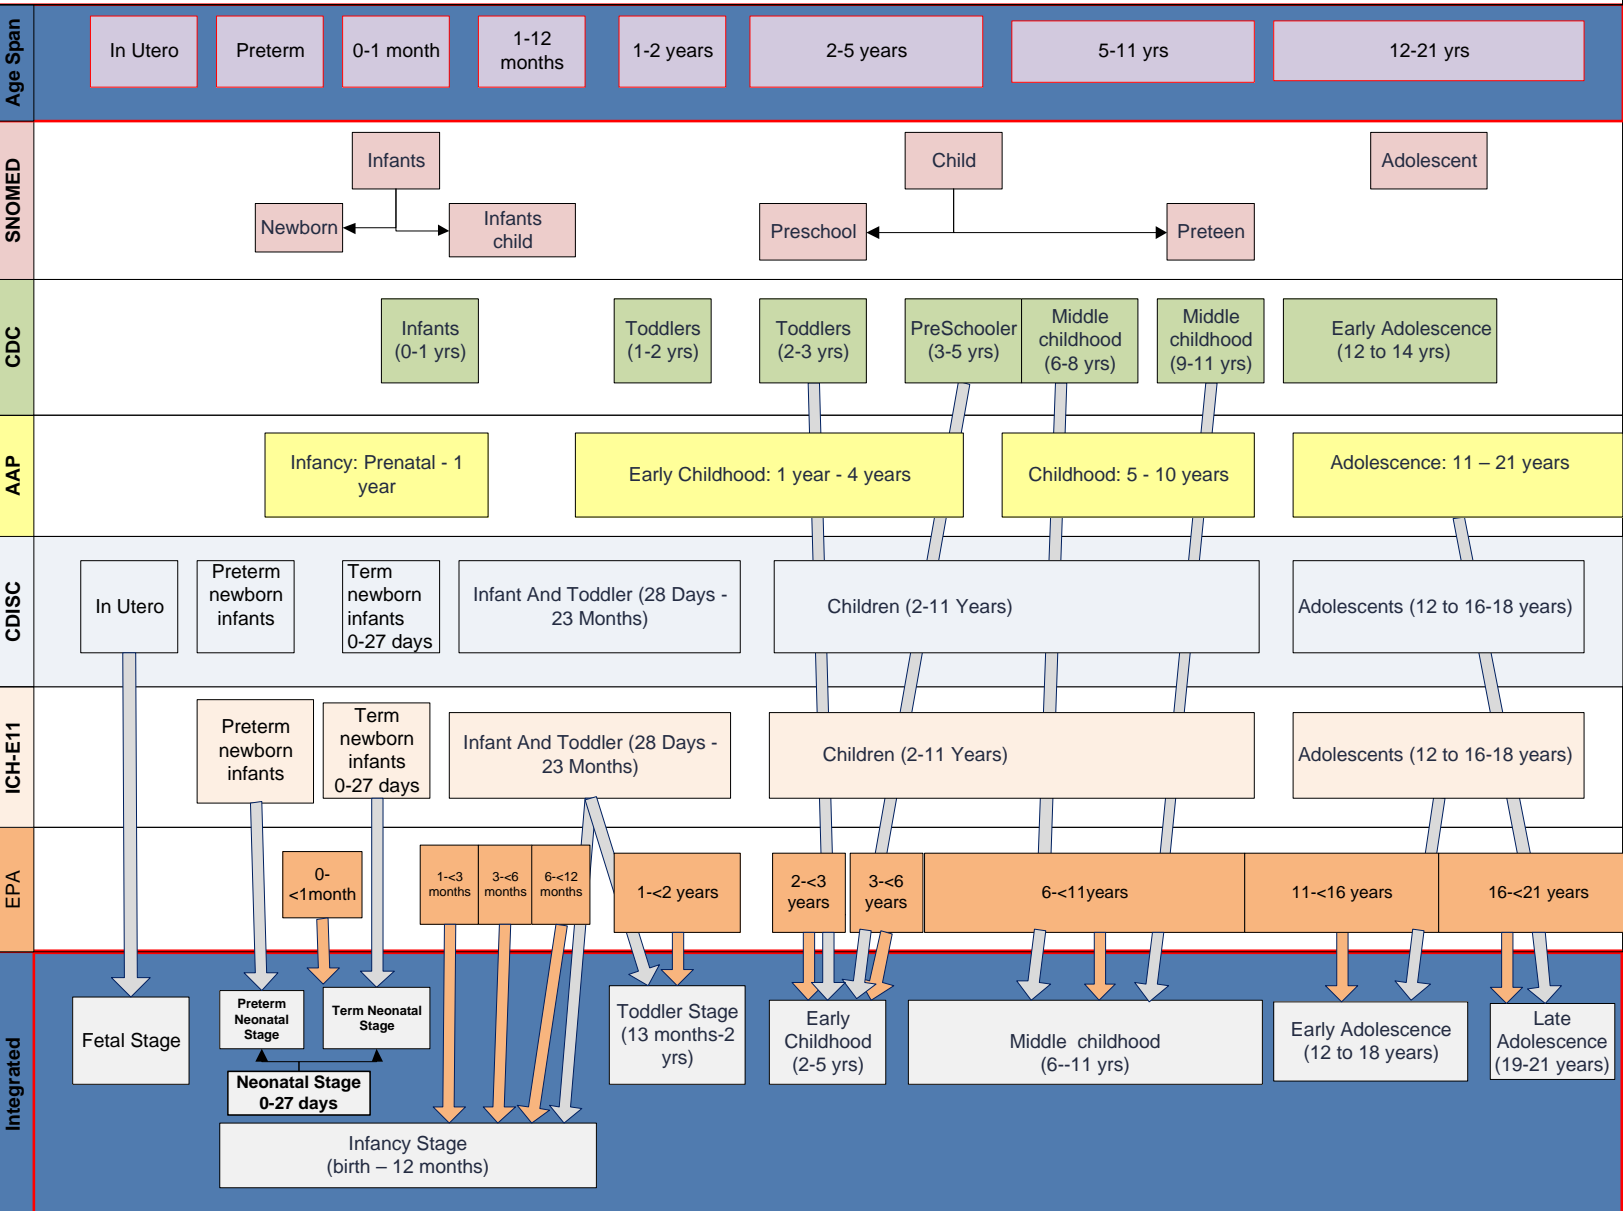 Age Span
In Utero
Preterm
0-1 month
1-12
months
1-2 years
2-5 years
5-11 yrs
12-21 yrs
SNOMED
Infants
Newborn
Infants
child
Child
Preschool
Preteen
Adolescent
CDC
Infants
(0-1 yrs)
Toddlers
(1-2 yrs)
Toddlers
(2-3 yrs)
PreSchooler
(3-5 yrs)
Middle
childhood
(6-8 yrs)
Middle
childhood
(9-11 yrs)
Early Adolescence
(12 to 14 yrs)
AAP
Infancy: Prenatal - 1
year
Early Childhood: 1 year - 4 years
Childhood: 5 - 10 years
Adolescence: 11 – 21 years
CDISC
In Utero
Preterm
newborn
infants
Term
newborn
infants
0-27 days
Infant And Toddler (28 Days -
23 Months)
Children (2-11 Years)
Adolescents (12 to 16-18 years)
ICH-E11
Preterm
newborn
infants
Term
newborn
infants
0-27 days
Infant And Toddler (28 Days -
23 Months)
Children (2-11 Years)
Adolescents (12 to 16-18 years)
EPA
0-
<1month
1-<3
months
3-<6
months
6-<12
months
1-<2 years
2-<3
years
3-<6
years
6-<11years
11-<16 years
16-<21 years
Integrated
Fetal Stage
Preterm
Neonatal
Stage
Term Neonatal
Stage
Neonatal Stage
0-27 days
Infancy Stage
(birth – 12 months)
Toddler Stage
(13 months-2
yrs)
Early
Childhood
(2-5 yrs)
Middle childhood
(6--11 yrs)
Early Adolescence
(12 to 18 years)
Late
Adolescence
(19-21 years)